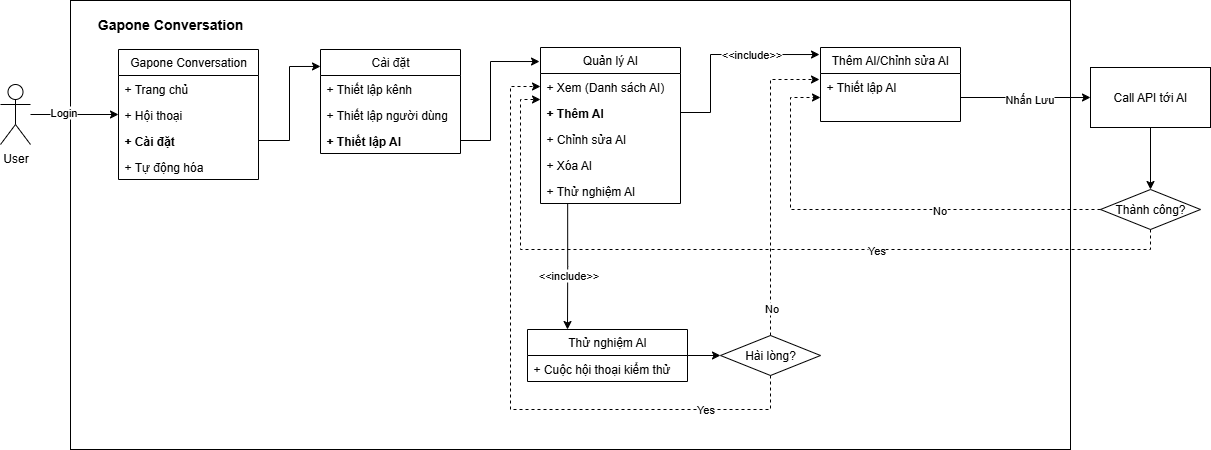 Gapone Conversation
User
Login
Gapone Conversation
+ Trang chủ
+ Hội thoại
+ Cài đặt
+ Tự động hóa
Cài đặt
+ Thiết lập kênh
+ Thiết lập người dùng
+ Thiết lập AI
Quản lý AI
+ Xem (Danh sách AI)
+ Thêm AI
+ Chỉnh sửa AI
+ Xóa AI
+ Thử nghiệm AI
<<include>>
Thêm AI/Chỉnh sửa AI
+ Thiết lập AI
Nhấn Lưu
Call API tới AI
Thành công?
No
Yes
<<include>>
Thử nghiệm AI
+ Cuộc hội thoại kiểm thử
Hài lòng?
No
Yes